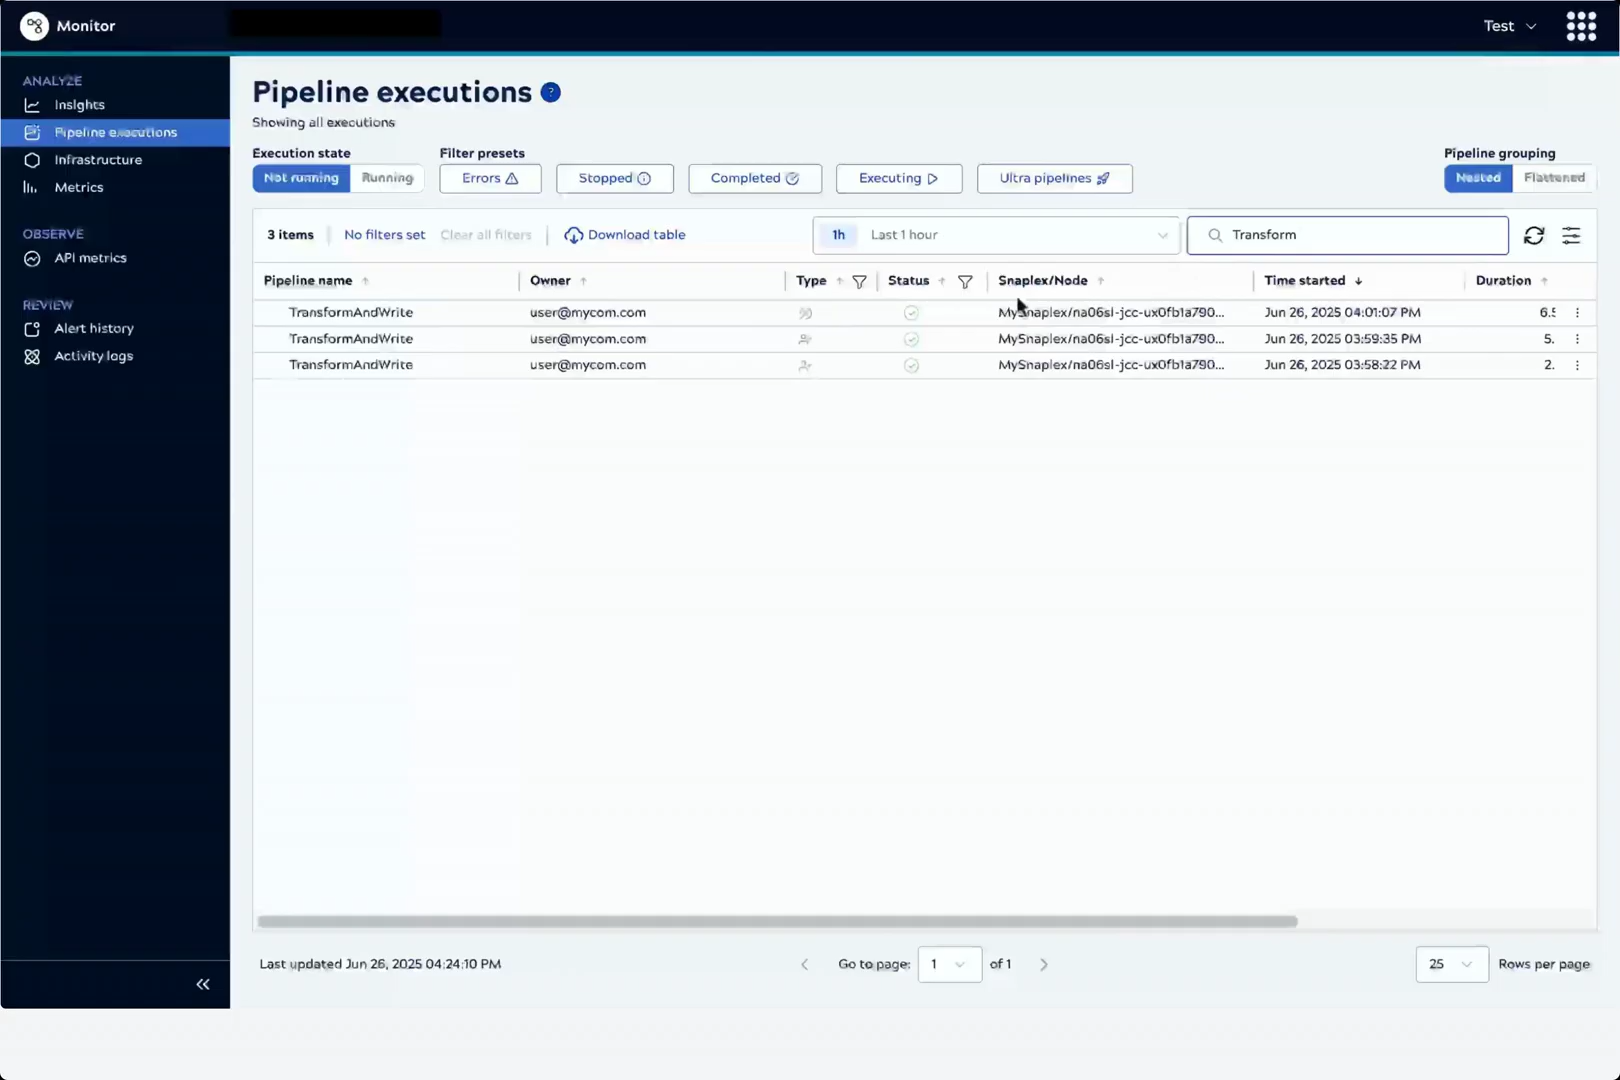 Monitor
Test
ANALYZE
Insights
Pipeline executions
Infrastructure
Metrics
OBSERVE
API metrics
REVIEW
Alert history
Activity logs
Pipeline executions ?
Showing all executions
Execution state
Filter presets
Pipeline grouping
Not running Running Errors Stopped Completed Executing Ultra pipelines Nested Flattened
3 items No filters set Clear all filters Download table 1h Last 1 hour Transform
Pipeline name Owner Type Status Snaplex/Node Time started Duration
TransformAndWrite user@mycom.com MySnaplex/na06sl-jcc-ux0fb1a790... Jun 26, 2025 04:01:07 PM 6.5
TransformAndWrite user@mycom.com MySnaplex/na06sl-jcc-ux0fb1a790... Jun 26, 2025 03:59:35 PM 5.
TransformAndWrite user@mycom.com MySnaplex/na06sl-jcc-ux0fb1a790... Jun 26, 2025 03:58:22 PM 2.
Last updated Jun 26, 2025 04:24:10 PM Go to page: 1 of 1 25 Rows per page